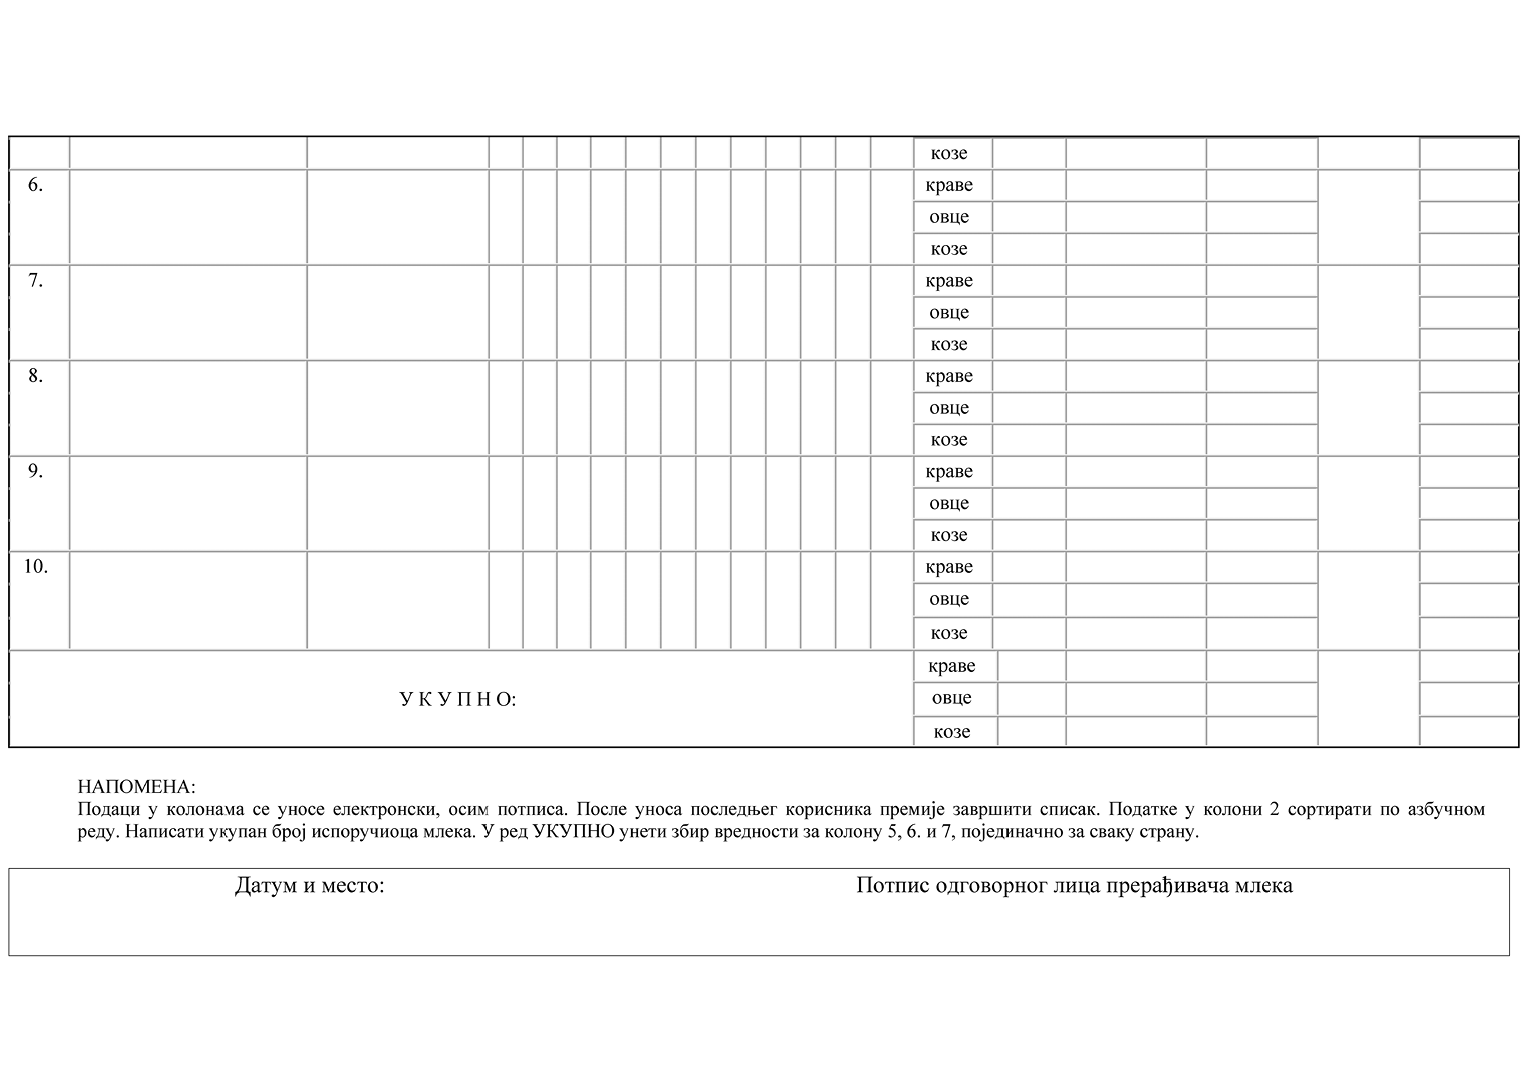 козе
6. краве
овце
козе
7. краве
овце
козе
8. краве
овце
козе
9. краве
овце
козе
10. краве
овце
козе
краве
У К У П Н О: овце
козе
НАПОМЕНА:
Подаци у колонама се уносе електронски, осим потписа. После уноса последњег корисника премије завршити списак. Податке у колони 2 сортирати по азбучном
реду. Написати укупан број испоручиоца млека. У ред УКУПНО унети збир вредности за колону 5, 6. и 7, појединачно за сваку страну.
Датум и место: Потпис одговорног лица прерађивача млека